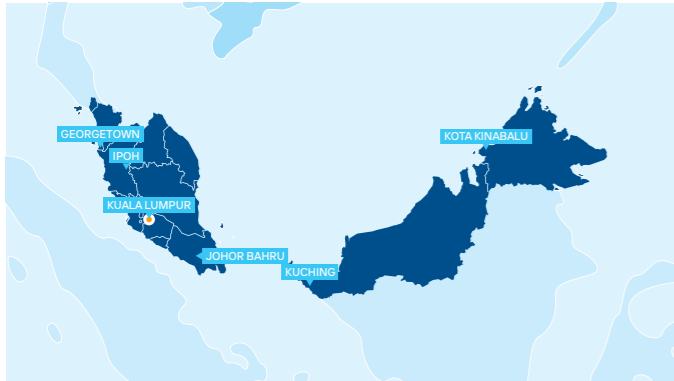 GEORGETOWN
KOTA KINABALU
IPOH
KUALA LUMPUR
JOHOR BAHRU
KUCHING